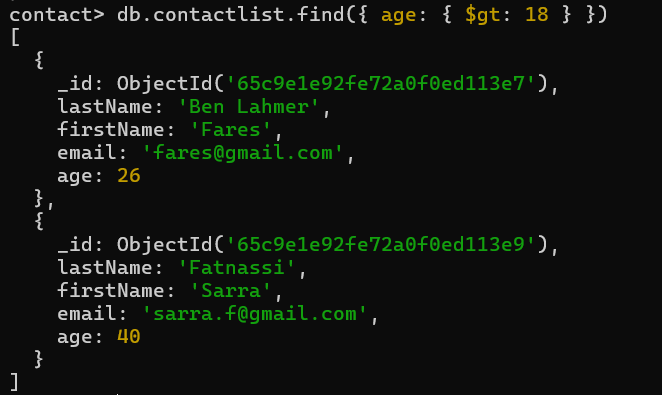 contact> db.contactlist.find({ age: { $gt: 18 } })
[
  {
    _id: ObjectId('65c9e1e92fe72a0f0ed113e7'),
    lastName: 'Ben Lahmer',
    firstName: 'Fares',
    email: 'fares@gmail.com',
    age: 26
  },
  {
    _id: ObjectId('65c9e1e92fe72a0f0ed113e9'),
    lastName: 'Fatnassi',
    firstName: 'Sarra',
    email: 'sarra.f@gmail.com',
    age: 40
  }
]